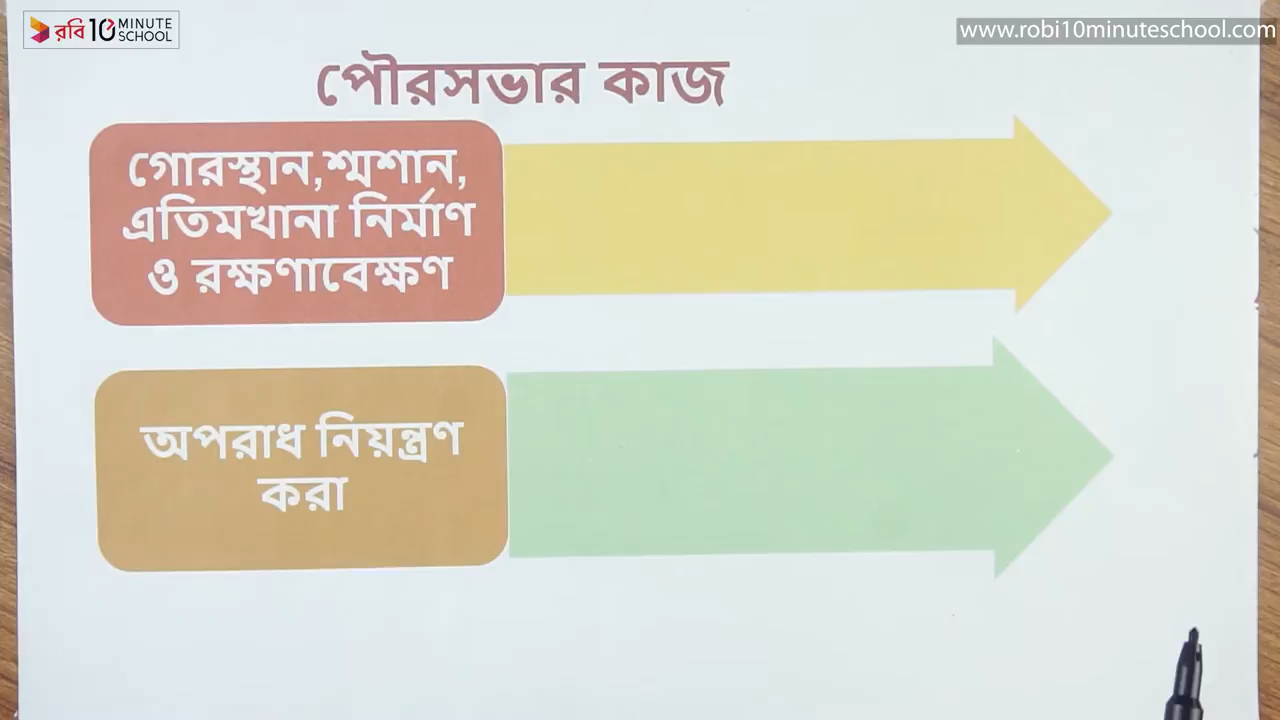 রবি 10 MINUTE SCHOOL
www.robi10minuteschool.com
পৌরসভার কাজ
গোরস্থান,শ্মশান,
এতিমখানা নির্মাণ
ও রক্ষণাবেক্ষণ
অপরাধ নিয়ন্ত্রণ
করা